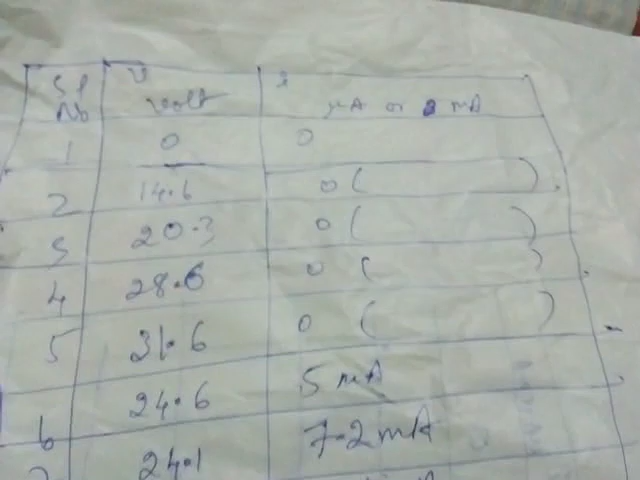 Sl V I
No Volt μA or mA
1 0 0
2 14.6 0 ( )
3 20.3 0 ( )
4 28.6 0 ( )
5 31.6 0 ( )
6 24.6 5 mA
24.1 7.2 mA